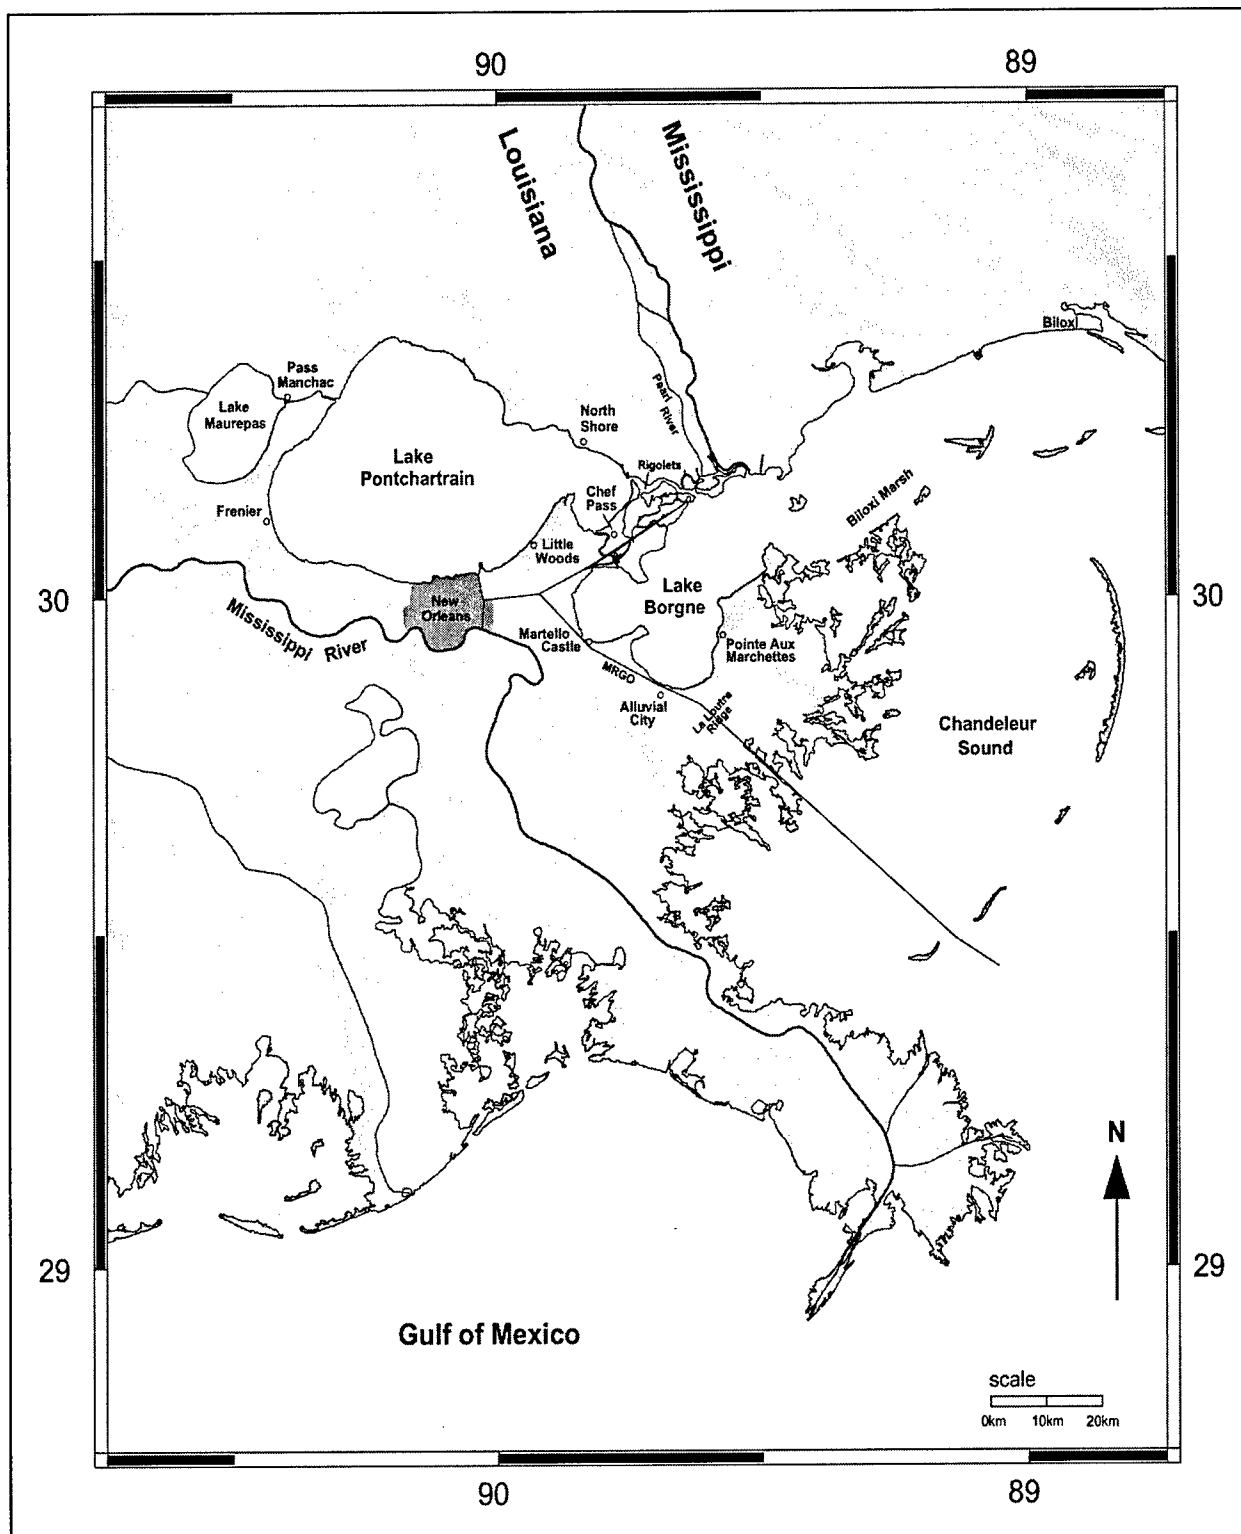 90
89
Louisiana
Mississippi
Biloxi
Pass
Manchac
Lake
Maurepas
North
Shore
Pearl River
Lake
Pontchartrain
Rigolets
Chef
Pass
Biloxi Marsh
Frenier
Little
Woods
30
New
Orleans
Lake
Borgne
30
Mississippi River
Martello
Castle
Pointe Aux
Marchettes
MRGO
Alluvial
City
La Loutre
Ridge
Chandeleur
Sound
N
29
29
Gulf of Mexico
scale
0km
10km
20km
90
89